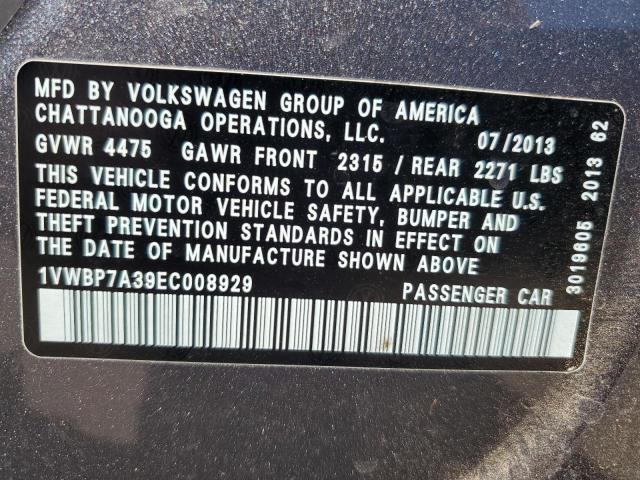 MFD BY VOLKSWAGEN GROUP OF AMERICA
CHATTANOOGA OPERATIONS, LLC. 07/2013
GVWR 4475 GAWR FRONT 2315 / REAR 2271 LBS
THIS VEHICLE CONFORMS TO ALL APPLICABLE U.S.
FEDERAL MOTOR VEHICLE SAFETY, BUMPER AND
THEFT PREVENTION STANDARDS IN EFFECT ON
THE DATE OF MANUFACTURE SHOWN ABOVE.
1VWBP7A39EC008929 PASSENGER CAR
3019605 2013 62